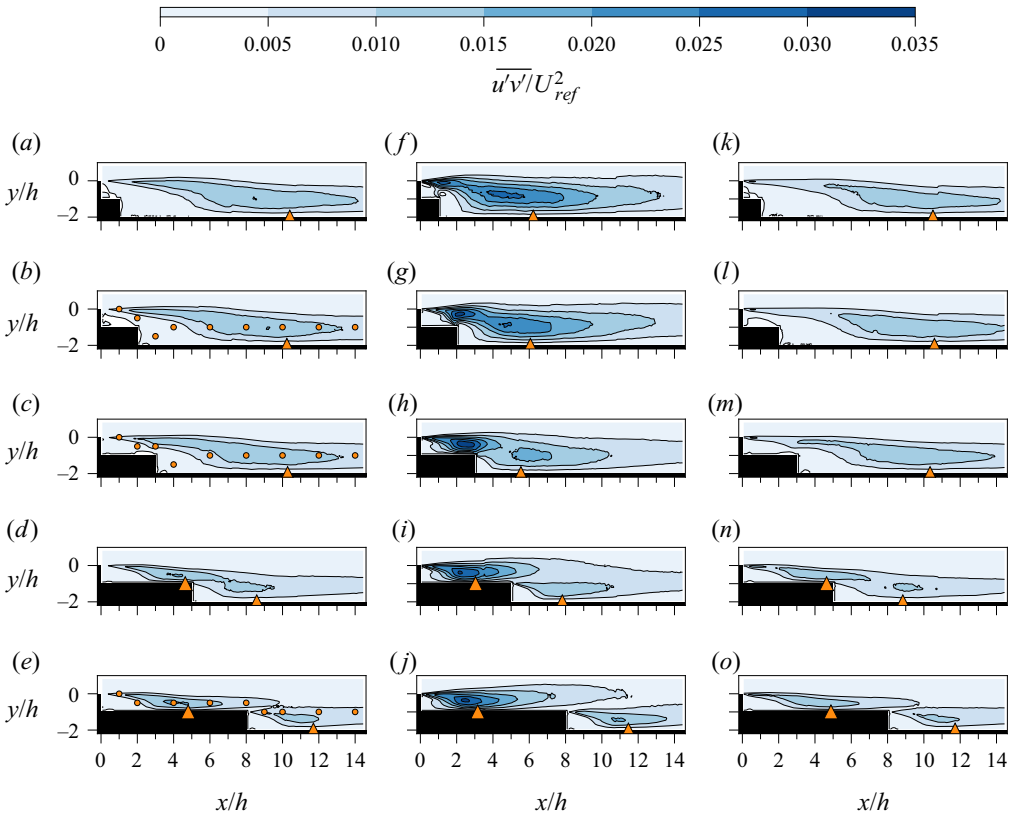 0 0.005 0.010 0.015 0.020 0.025 0.030 0.035
u′v′/U²ref
(a) (f) (k)
y/h 0 –2
(b) (g) (l)
y/h 0 –2
(c) (h) (m)
y/h 0 –2
(d) (i) (n)
y/h 0 –2
(e) (j) (o)
y/h 0 –2
0 2 4 6 8 10 12 14 0 2 4 6 8 10 12 14 0 2 4 6 8 10 12 14
x/h x/h x/h